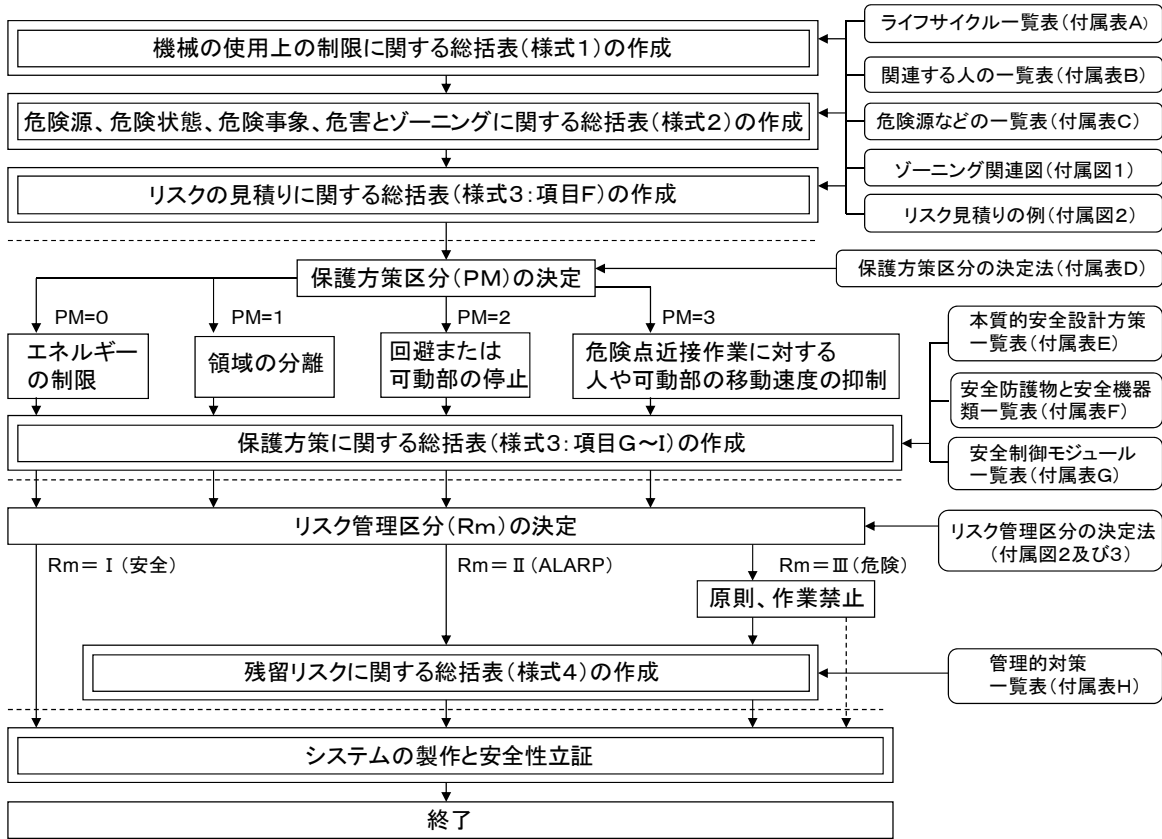 機械の使用上の制限に関する総括表(様式1)の作成
ライフサイクル一覧表(付属表A)
関連する人の一覧表(付属表B)
危険源、危険状態、危険事象、危害とゾーニングに関する総括表(様式2)の作成
危険源などの一覧表(付属表C)
ゾーニング関連図(付属図1)
リスクの見積りに関する総括表(様式3:項目F)の作成
リスク見積りの例(付属図2)
保護方策区分(PM)の決定
保護方策区分の決定法(付属表D)
PM=0
PM=1
PM=2
PM=3
エネルギー
の制限
領域の分離
回避または
可動部の停止
危険点近接作業に対する
人や可動部の移動速度の抑制
本質的安全設計方策
一覧表(付属表E)
安全防護物と安全機器
類一覧表(付属表F)
安全制御モジュール
一覧表(付属表G)
保護方策に関する総括表(様式3:項目G~I)の作成
リスク管理区分(Rm)の決定
リスク管理区分の決定法
(付属図2及び3)
Rm=Ⅰ(安全)
Rm=Ⅱ(ALARP)
Rm=Ⅲ(危険)
原則、作業禁止
残留リスクに関する総括表(様式4)の作成
管理的対策
一覧表(付属表H)
システムの製作と安全性立証
終了